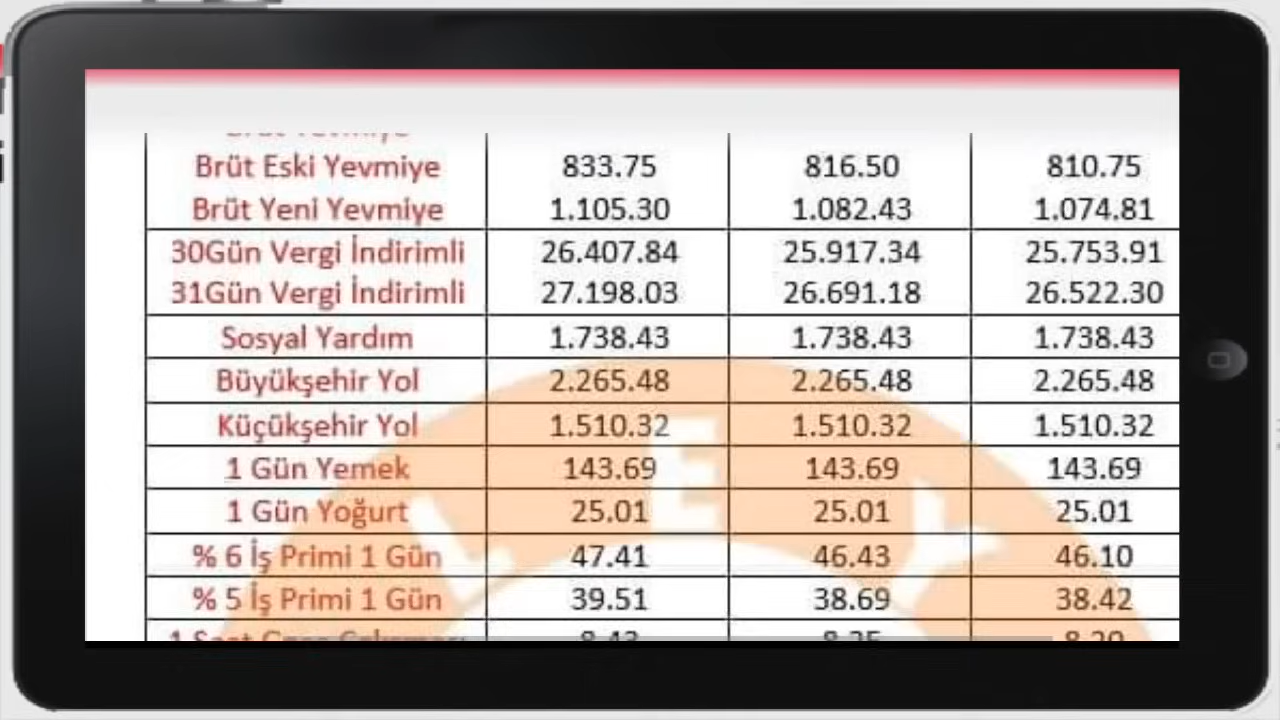 Brüt Eski Yevmiye 833.75 816.50 810.75
Brüt Yeni Yevmiye 1.105.30 1.082.43 1.074.81
30Gün Vergi İndirimli 26.407.84 25.917.34 25.753.91
31Gün Vergi İndirimli 27.198.03 26.691.18 26.522.30
Sosyal Yardım 1.738.43 1.738.43 1.738.43
Büyükşehir Yol 2.265.48 2.265.48 2.265.48
Küçükşehir Yol 1.510.32 1.510.32 1.510.32
1 Gün Yemek 143.69 143.69 143.69
1 Gün Yoğurt 25.01 25.01 25.01
% 6 İş Primi 1 Gün 47.41 46.43 46.10
% 5 İş Primi 1 Gün 39.51 38.69 38.42
L E Y